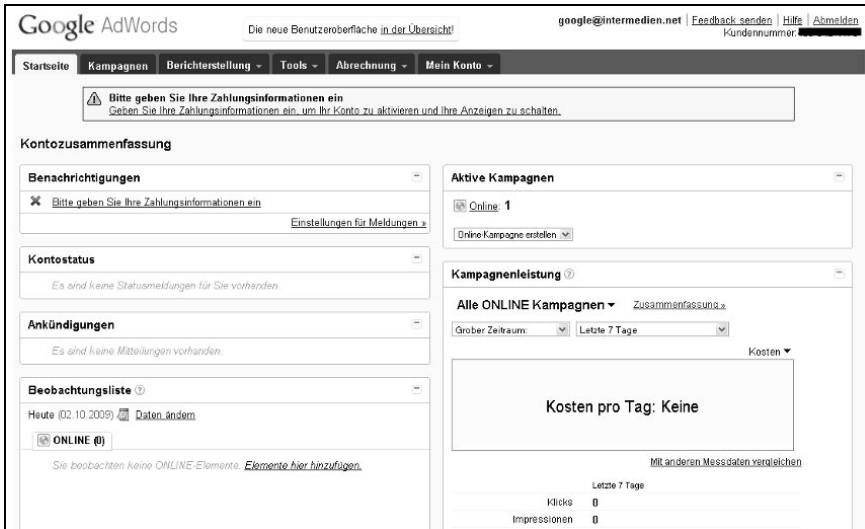 Google AdWords
Die neue Benutzeroberfläche in der Übersicht!
google@intermedien.net | Feedback senden | Hilfe | Abmelden
Kundennummer:
Startseite Kampagnen Berichterstellung Tools Abrechnung Mein Konto
Bitte geben Sie Ihre Zahlungsinformationen ein
Geben Sie Ihre Zahlungsinformationen ein, um Ihr Konto zu aktivieren und Ihre Anzeigen zu schalten.
Kontozusammenfassung
Benachrichtigungen
Bitte geben Sie Ihre Zahlungsinformationen ein
Einstellungen für Meldungen »
Kontostatus
Es sind keine Statusmeldungen für Sie vorhanden.
Ankündigungen
Es sind keine Mitteilungen vorhanden.
Beobachtungsliste ?
Heute (02.10.2009) Daten ändern
ONLINE (0)
Sie beobachten keine ONLINE-Elemente. Elemente hier hinzufügen.
Aktive Kampagnen
Online: 1
Online-Kampagne erstellen
Kampagnenleistung ?
Alle ONLINE Kampagnen Zusammenfassung »
Grober Zeitraum: Letzte 7 Tage
Kosten
Kosten pro Tag: Keine
Mit anderen Messdaten vergleichen
Letzte 7 Tage
Klicks 0
Impressionen 0